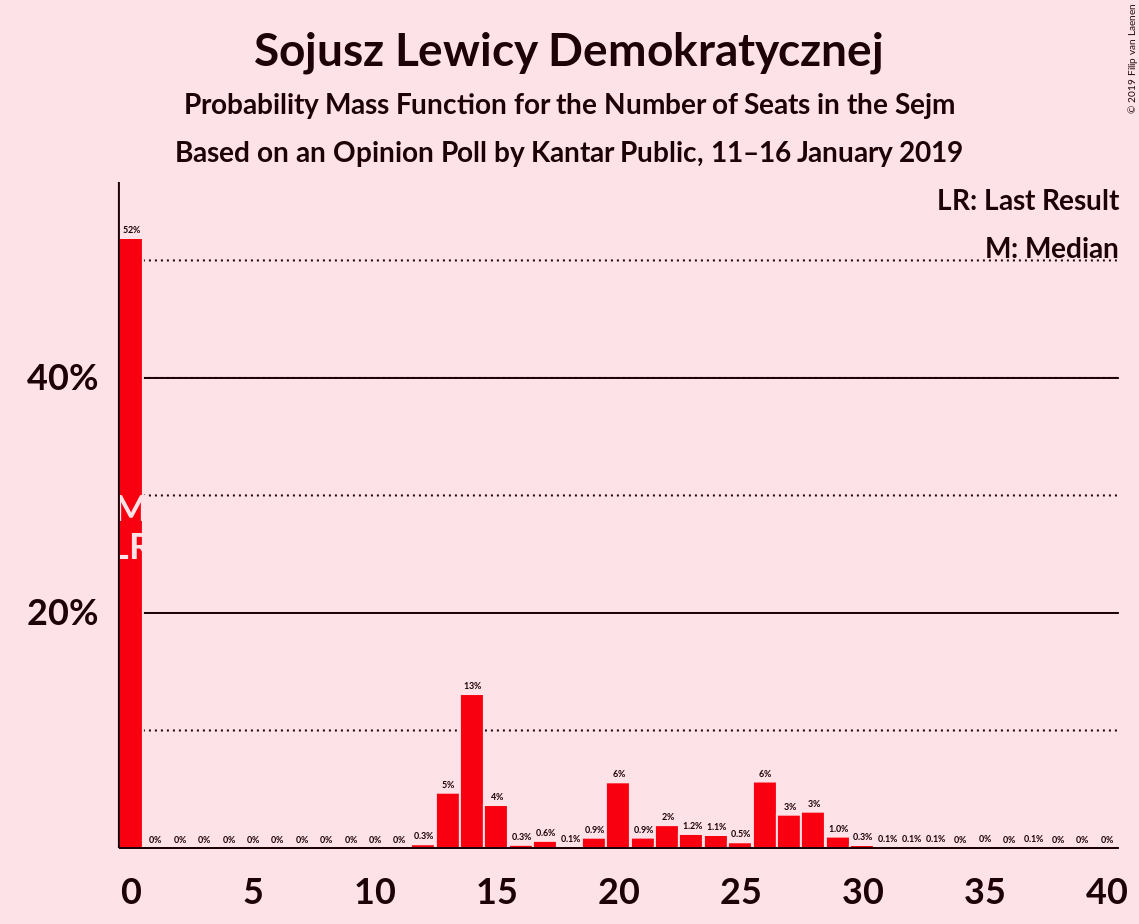 Sojusz Lewicy Demokratycznej
Probability Mass Function for the Number of Seats in the Sejm
Based on an Opinion Poll by Kantar Public, 11–16 January 2019
© 2019 Filip van Laenen
LR: Last Result
M: Median
52%
40%
M
LR
20%
13%
6% 6%
5% 4% 3% 3%
2%
0% 0% 0% 0% 0% 0% 0% 0% 0% 0% 0% 0.3% 0.3% 0.6% 0.1% 0.9% 0.9% 1.2% 1.1% 0.5% 1.0% 0.3% 0.1% 0.1% 0.1% 0% 0% 0% 0.1% 0% 0% 0%
0 5 10 15 20 25 30 35 40